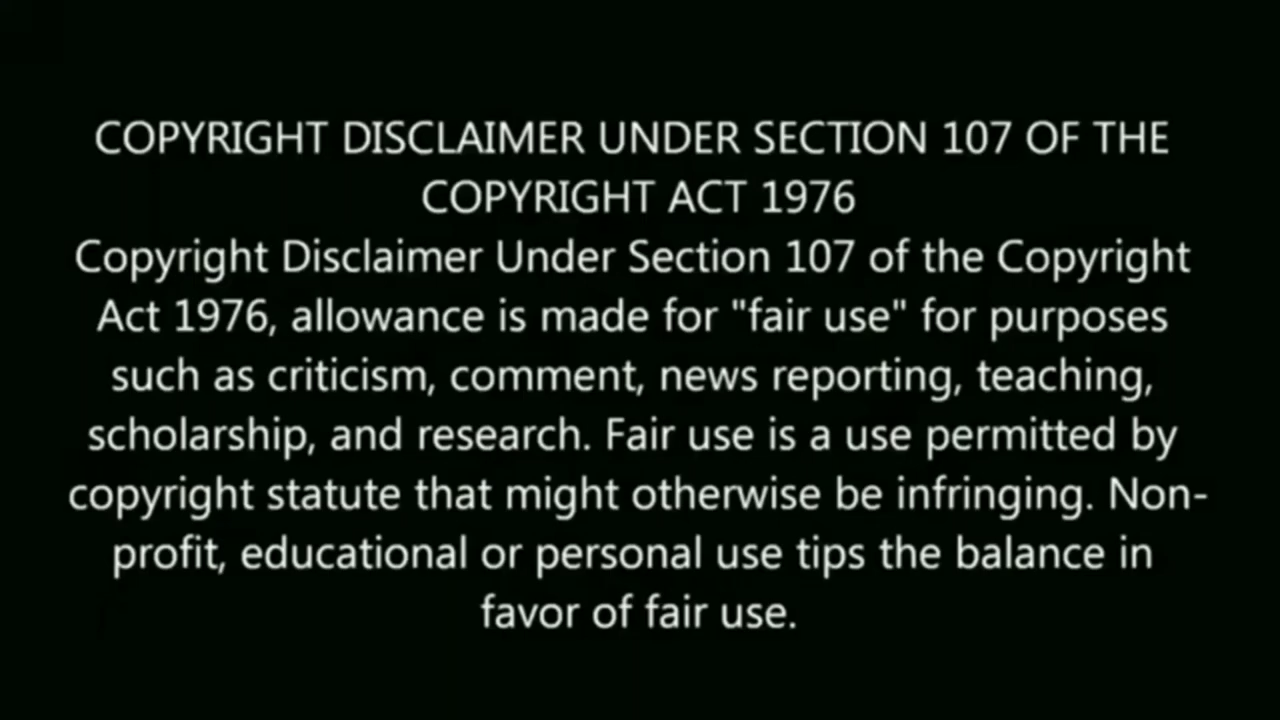 COPYRIGHT DISCLAIMER UNDER SECTION 107 OF THE
COPYRIGHT ACT 1976
Copyright Disclaimer Under Section 107 of the Copyright
Act 1976, allowance is made for "fair use" for purposes
such as criticism, comment, news reporting, teaching,
scholarship, and research. Fair use is a use permitted by
copyright statute that might otherwise be infringing. Non-
profit, educational or personal use tips the balance in
favor of fair use.